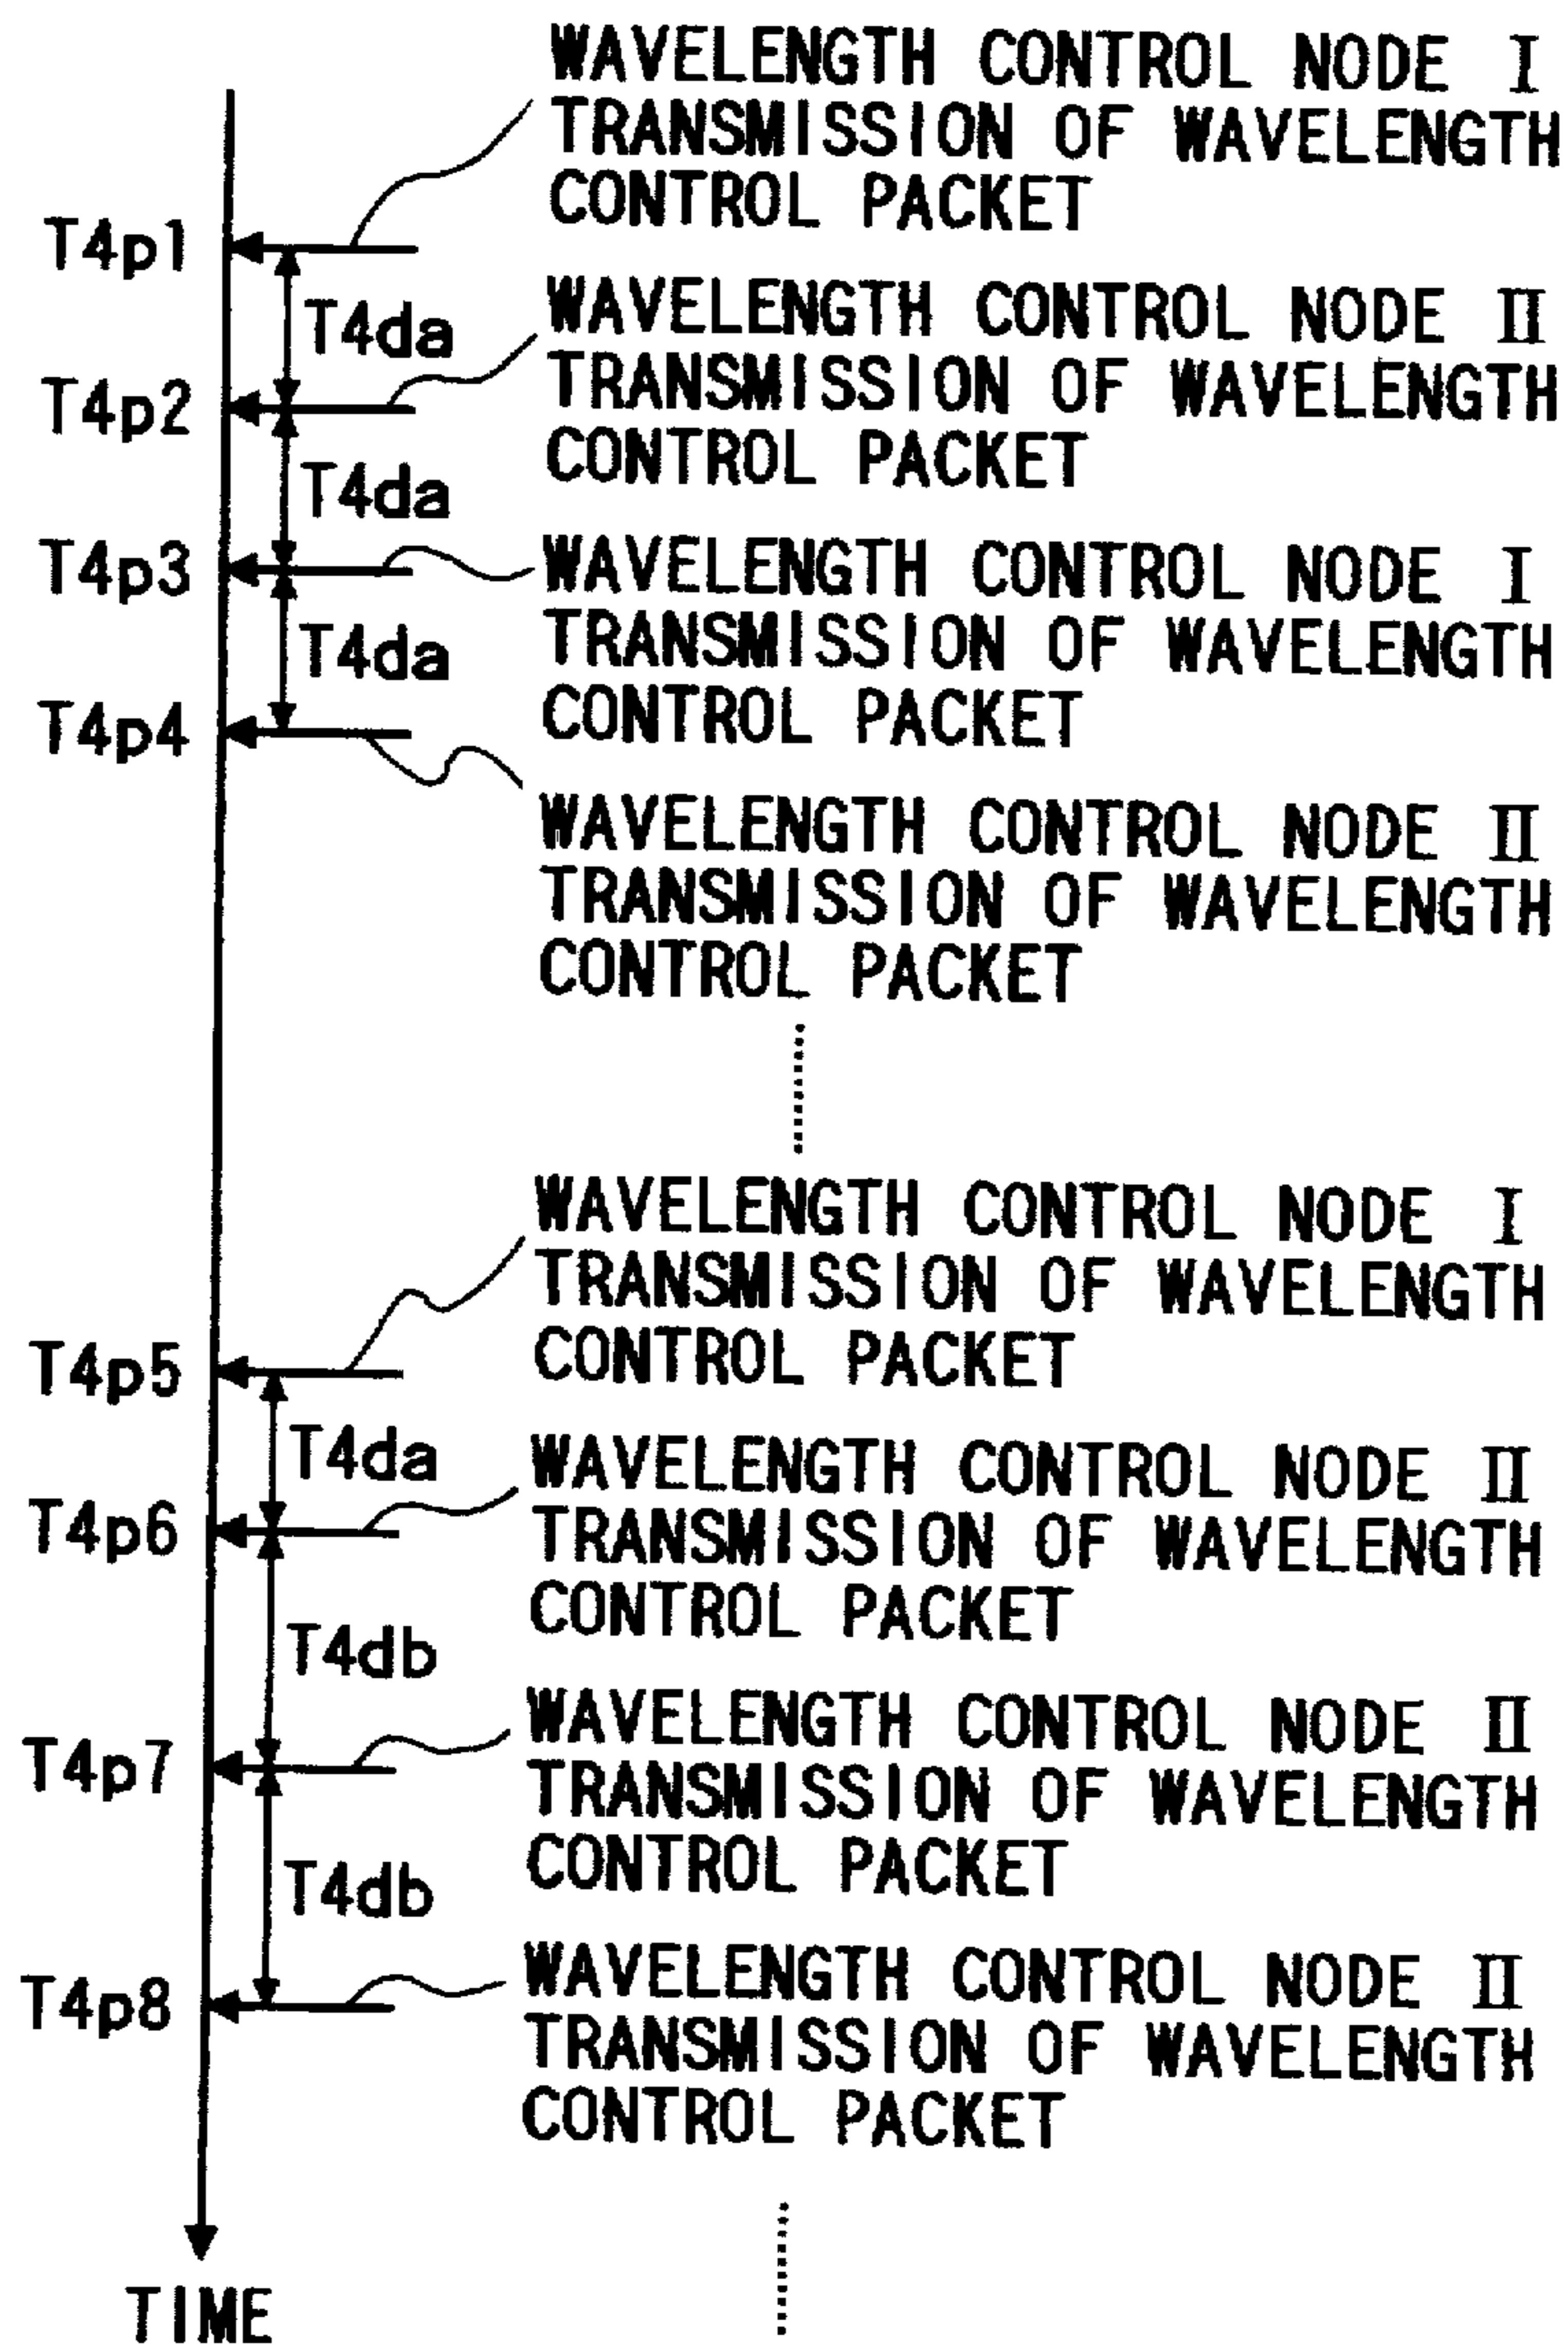 WAVELENGTH CONTROL NODE I
TRANSMISSION OF WAVELENGTH
CONTROL PACKET
T4p1
T4da
WAVELENGTH CONTROL NODE II
TRANSMISSION OF WAVELENGTH
CONTROL PACKET
T4p2
T4da
WAVELENGTH CONTROL NODE I
TRANSMISSION OF WAVELENGTH
CONTROL PACKET
T4p3
T4da
T4p4
WAVELENGTH CONTROL NODE II
TRANSMISSION OF WAVELENGTH
CONTROL PACKET
WAVELENGTH CONTROL NODE I
TRANSMISSION OF WAVELENGTH
CONTROL PACKET
T4p5
T4da
WAVELENGTH CONTROL NODE II
TRANSMISSION OF WAVELENGTH
CONTROL PACKET
T4p6
T4db
WAVELENGTH CONTROL NODE II
TRANSMISSION OF WAVELENGTH
CONTROL PACKET
T4p7
T4db
WAVELENGTH CONTROL NODE II
TRANSMISSION OF WAVELENGTH
CONTROL PACKET
T4p8
TIME